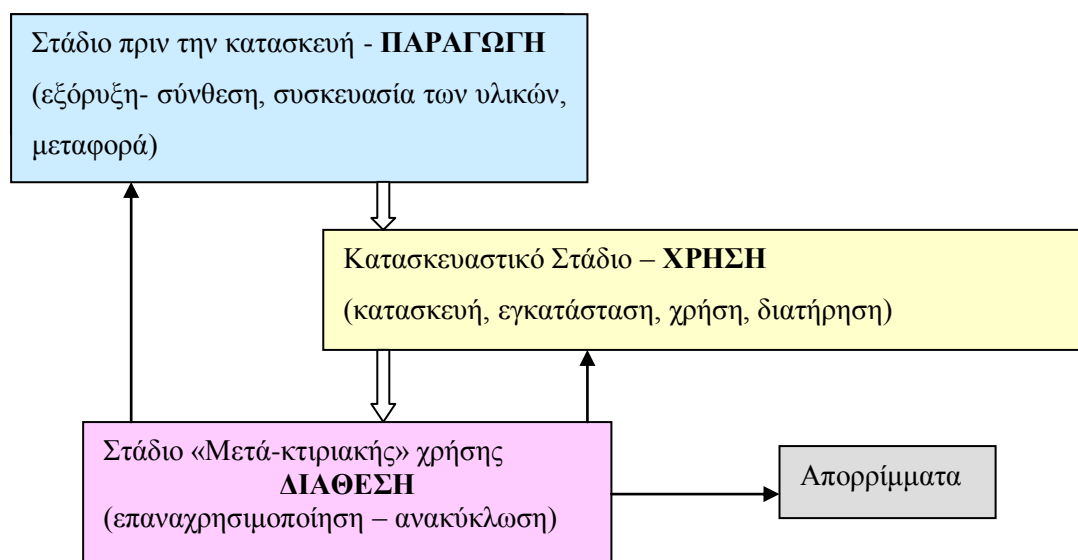 Στάδιο πριν την κατασκευή - ΠΑΡΑΓΩΓΗ
(εξόρυξη- σύνθεση, συσκευασία των υλικών,
μεταφορά)
Κατασκευαστικό Στάδιο – ΧΡΗΣΗ
(κατασκευή, εγκατάσταση, χρήση, διατήρηση)
Στάδιο «Μετά-κτιριακής» χρήσης
ΔΙΑΘΕΣΗ
(επαναχρησιμοποίηση – ανακύκλωση)
Απορρίμματα